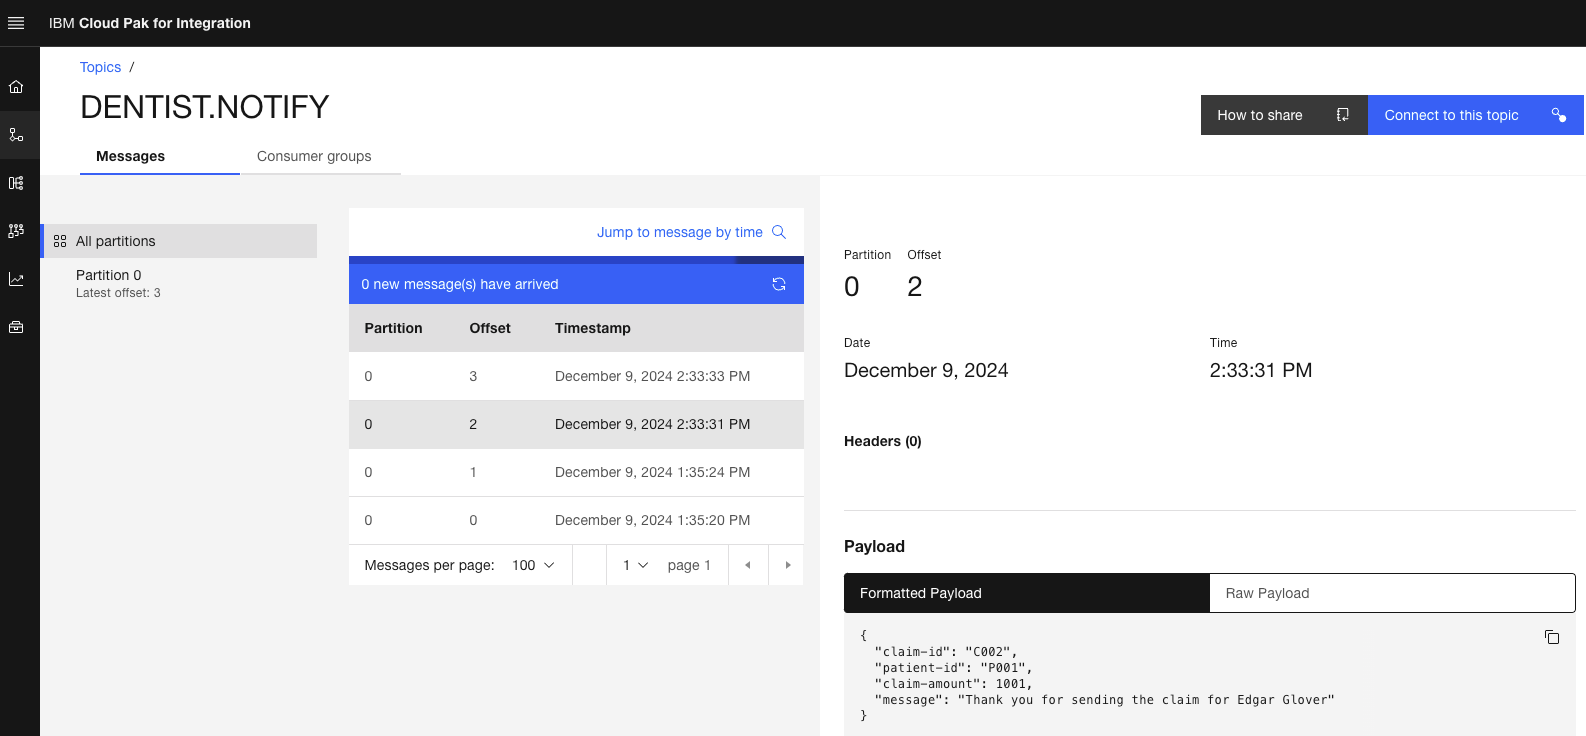 IBM Cloud Pak for Integration
Topics /
DENTIST.NOTIFY
How to share
Connect to this topic
Messages
Consumer groups
All partitions
Partition 0
Latest offset: 3
Jump to message by time
0 new message(s) have arrived
Partition Offset Timestamp
0 3 December 9, 2024 2:33:33 PM
0 2 December 9, 2024 2:33:31 PM
0 1 December 9, 2024 1:35:24 PM
0 0 December 9, 2024 1:35:20 PM
Messages per page: 100 1 page 1
Partition Offset
0 2
Date Time
December 9, 2024 2:33:31 PM
Headers (0)
Payload
Formatted Payload Raw Payload
{
"claim-id": "C002",
"patient-id": "P001",
"claim-amount": 1001,
"message": "Thank you for sending the claim for Edgar Glover"
}